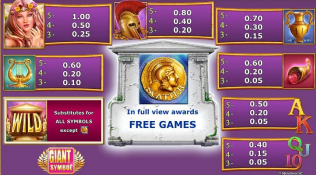 5- 1.00
4- 0.50
3- 0.25
5- 0.80
4- 0.40
3- 0.20
5- 0.70
4- 0.30
3- 0.15
5- 0.60
4- 0.20
3- 0.10
5- 0.60
4- 0.20
3- 0.05
WILD
Substitutes for
ALL SYMBOLS
except
In full view awards
FREE GAMES
5- 0.50
4- 0.20
3- 0.05
A
K
5- 0.40
4- 0.15
3- 0.05
Q J
10
GIANT
SYMBOL